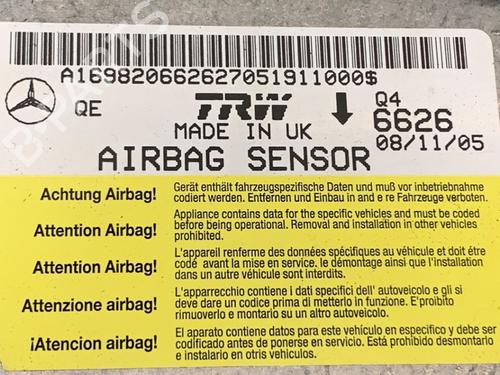 A1698206626270519110​00$
QE
TRW
Q4
6626
MADE IN UK
08/11/05
AIRBAG SENSOR
Achtung Airbag!
Gerät enthält fahrzeugspezifische Daten und muß vor inbetriebnahme
codiert werden. Entfernen und Einbau in and e re Fahrzeuge verboten.
Attention Airbag!
Appliance contains data for the specific vehicles and must be coded
before being operational. Removal and installation in other vehicles
prohibited.
Attention Airbag!
L'appareil renferme des données spécifiques au véhicule et doit être
codé avant la mise en service, le démontage ainsi que l'installation
dans un autre véhicule sont interdits.
Attenzione airbag!
L'apparrecchio contiene i dati specifici dell' autoveicolo e gli si
deve dare un codice prima di metterlo in funzione. E'proibito
rimuoverlo e montarlo su un altro autoveicolo.
¡Atencion airbag!
El aparato contiene datos para este vehículo en especifico y debe ser
codificado antes de ponerse en servicio. Está prohibido desmontarlo
e instalarlo en otris vehículos.
B-PARTS